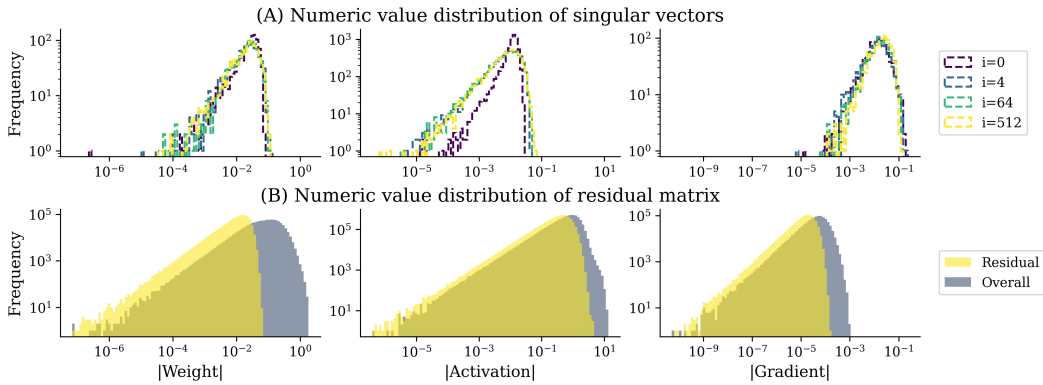 (A) Numeric value distribution of singular vectors
Frequency
10^2
10^1
10^0
10^-6 10^-4 10^-2 10^0
10^3
10^2
10^1
10^0
10^-5 10^-3 10^-1 10^1
10^2
10^1
10^0
10^-9 10^-7 10^-5 10^-3 10^-1
i=0
i=4
i=64
i=512
(B) Numeric value distribution of residual matrix
Frequency
10^5
10^3
10^1
10^-6 10^-4 10^-2 10^0
|Weight|
10^5
10^3
10^1
10^-5 10^-3 10^-1 10^1
|Activation|
10^5
10^3
10^1
10^-9 10^-7 10^-5 10^-3 10^-1
|Gradient|
Residual
Overall